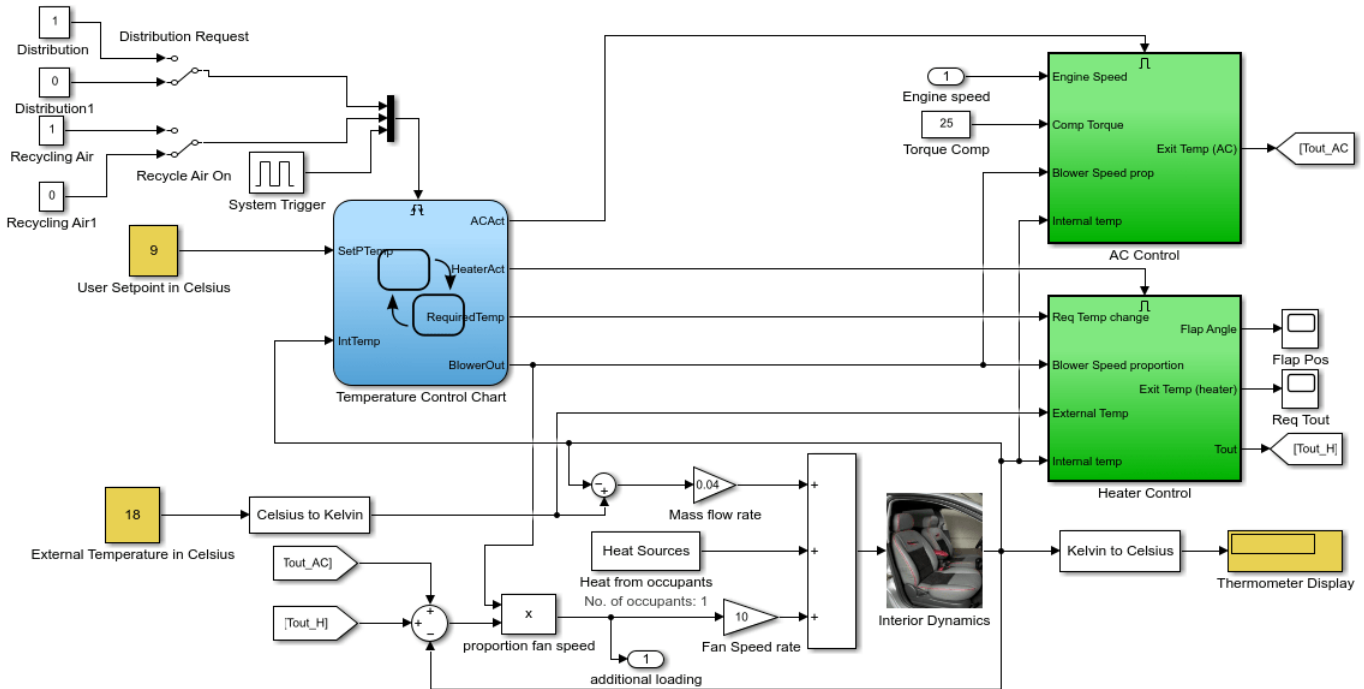 1
Distribution
Distribution Request
0
Distribution1
1
Recycling Air
Recycle Air On
0
Recycling Air1
System Trigger
9
User Setpoint in Celsius
SetPTemp
IntTemp
ACAct
HeaterAct
RequiredTemp
BlowerOut
Temperature Control Chart
1
Engine speed
25
Torque Comp
Engine Speed
Comp Torque
Blower Speed prop
Internal temp
Exit Temp (AC)
AC Control
[Tout_AC
Req Temp change
Blower Speed proportion
External Temp
Internal temp
Flap Angle
Exit Temp (heater)
Tout
Heater Control
Flap Pos
Req Tout
[Tout_H]
18
External Temperature in Celsius
Celsius to Kelvin
Tout_AC]
[Tout_H]
+
+
−
−
+
x
proportion fan speed
1
additional loading
0.04
Mass flow rate
Heat Sources
Heat from occupants
No. of occupants: 1
10
Fan Speed rate
+
+
+
Interior Dynamics
Kelvin to Celsius
Thermometer Display